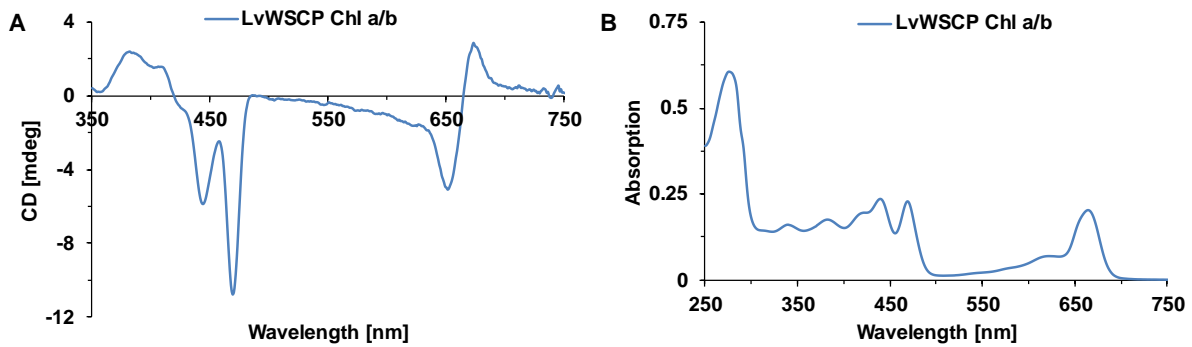 A
LvWSCP Chl a/b
4
0
-4
-8
-12
350
450
550
650
750
CD [mdeg]
Wavelength [nm]
B
LvWSCP Chl a/b
0.75
0.5
0.25
0
250
350
450
550
650
750
Absorption
Wavelength [nm]